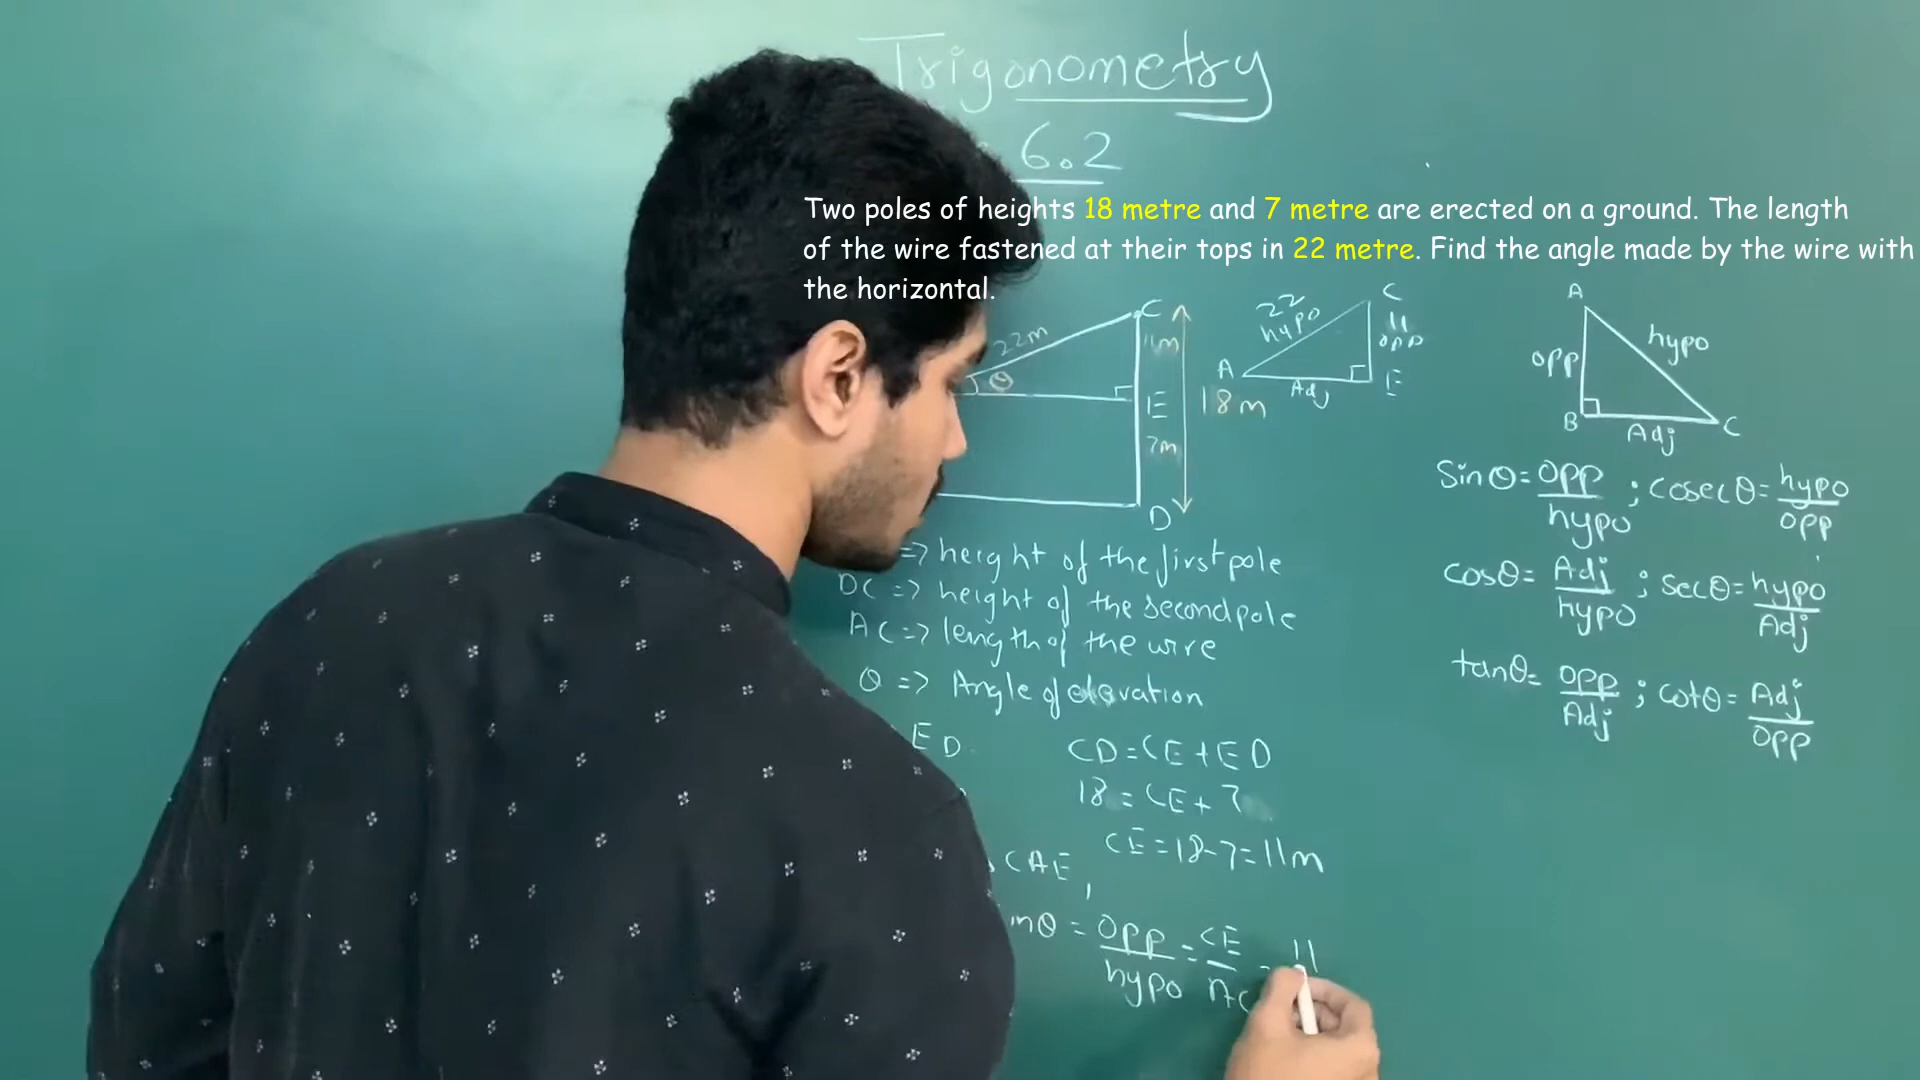 Trigonometry
6.2
Two poles of heights 18 metre and 7 metre are erected on a ground. The length
of the wire fastened at their tops in 22 metre. Find the angle made by the wire with
the horizontal.
22m
θ
C
11m
E
7m
D
18m
22
hypo
C
11
opp
A
Adj
E
A
opp
hypo
B
Adj
C
Sinθ = opp/hypo ; cosecθ = hypo/opp
cosθ = Adj/hypo ; secθ = hypo/Adj
tanθ = opp/Adj ; cotθ = Adj/opp
=> height of the first pole
DC => height of the second pole
AC => length of the wire
θ => Angle of elevation
ED
CD = CE + ED
18 = CE + 7
CE = 18 - 7 = 11m
CAE,
inθ = opp/hypo = CE/AC = 11